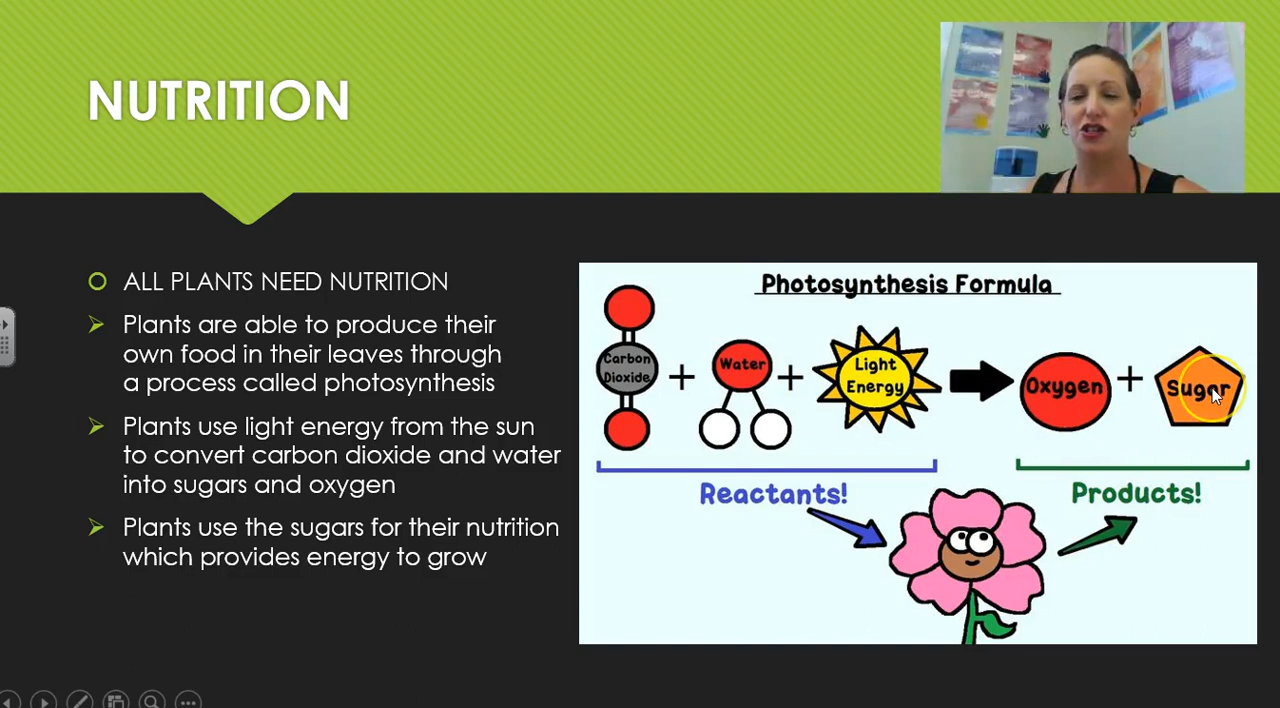 NUTRITION
ALL PLANTS NEED NUTRITION
Plants are able to produce their
own food in their leaves through
a process called photosynthesis
Plants use light energy from the sun
to convert carbon dioxide and water
into sugars and oxygen
Plants use the sugars for their nutrition
which provides energy to grow
Photosynthesis Formula
Carbon
Dioxide
+
Water
+
Light
Energy
Oxygen
+
Sugar
Reactants!
Products!